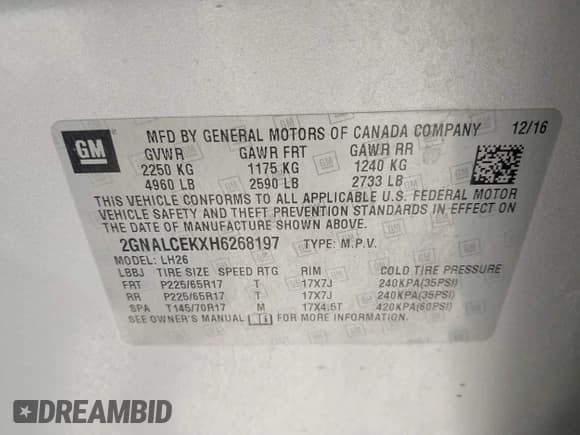 GM
MFD BY GENERAL MOTORS OF CANADA COMPANY 12/16
GVWR GAWR FRT GAWR RR
2250 KG 1175 KG 1240 KG
4960 LB 2590 LB 2733 LB
THIS VEHICLE CONFORMS TO ALL APPLICABLE U.S. FEDERAL MOTOR
VEHICLE SAFETY AND THEFT PREVENTION STANDARDS IN EFFECT ON
THE DATE OF MANUFACTURE SHOWN ABOVE.
2GNALCEKXH6268197 TYPE: M.P.V.
MODEL: LH26
LBBJ TIRE SIZE SPEED RTG RIM COLD TIRE PRESSURE
FRT P225/65R17 T 17X7J 240KPA(35PSI)
RR P225/65R17 T 17X7J 240KPA(35PSI)
SPA T145/70R17 M 17X4.5T 420KPA(60PSI)
SEE OWNER'S MANUAL FOR MORE INFORMATION
DREAMBID